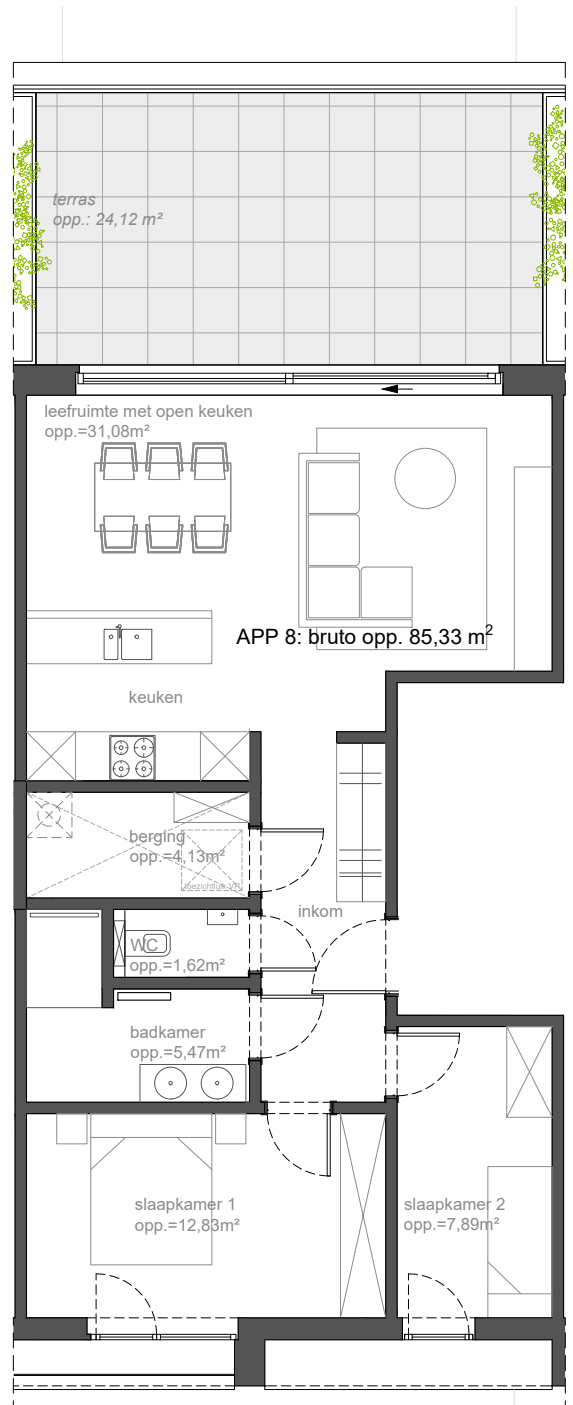 terras
opp.: 24,12 m²
leefruimte met open keuken
opp.=31,08m²
APP 8: bruto opp. 85,33 m²
keuken
berging
opp.=4,13m²
toezichtluik VP
inkom
WC
opp.=1,62m²
badkamer
opp.=5,47m²
slaapkamer 1
opp.=12,83m²
slaapkamer 2
opp.=7,89m²